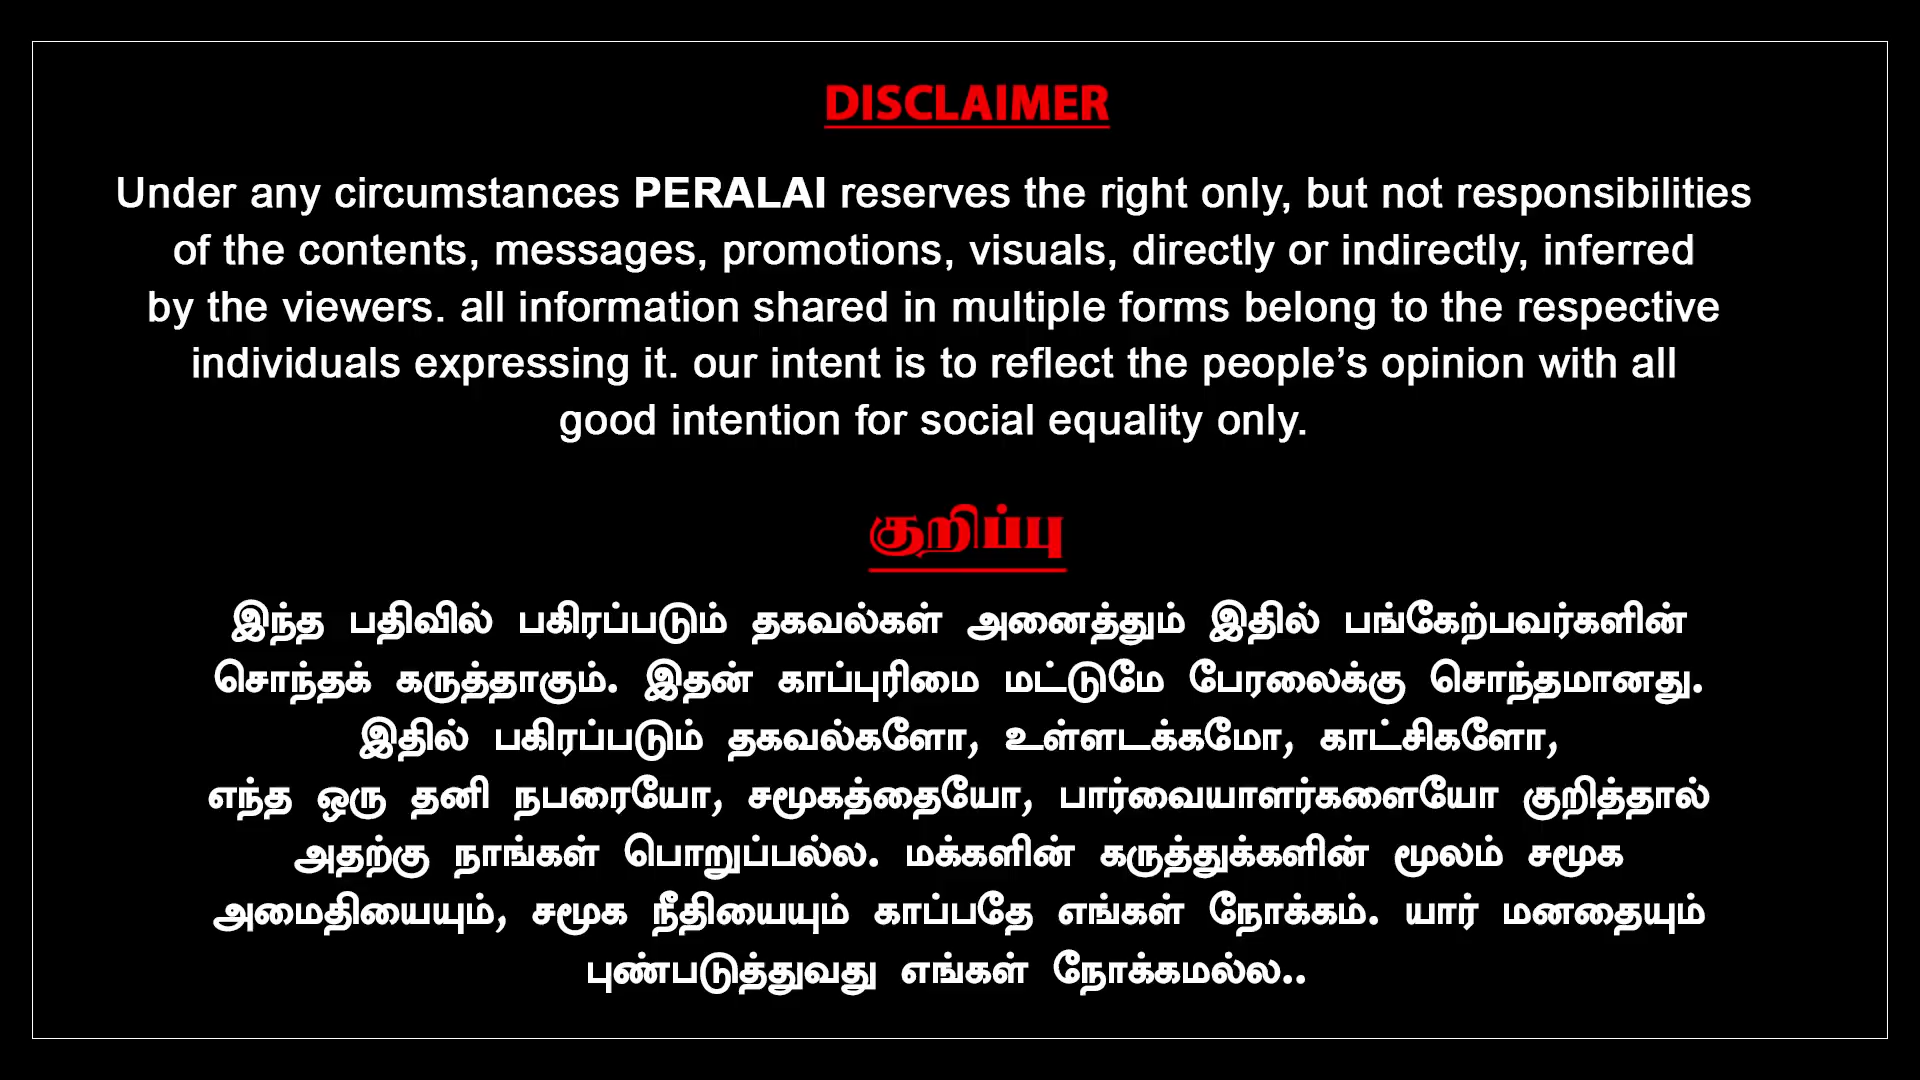 DISCLAIMER
Under any circumstances PERALAI reserves the right only, but not responsibilities
of the contents, messages, promotions, visuals, directly or indirectly, inferred
by the viewers. all information shared in multiple forms belong to the respective
individuals expressing it. our intent is to reflect the people’s opinion with all
good intention for social equality only.
குறிப்பு
இந்த பதிவில் பகிரப்படும் தகவல்கள் அனைத்தும் இதில் பங்கேற்பவர்களின்
சொந்தக் கருத்தாகும். இதன் காப்புரிமை மட்டுமே பேரலைக்கு சொந்தமானது.
இதில் பகிரப்படும் தகவல்களோ, உள்ளடக்கமோ, காட்சிகளோ,
எந்த ஒரு தனி நபரையோ, சமூகத்தையோ, பார்வையாளர்களையோ குறித்தால்
அதற்கு நாங்கள் பொறுப்பல்ல. மக்களின் கருத்துக்களின் மூலம் சமூக
அமைதியையும், சமூக நீதியையும் காப்பதே எங்கள் நோக்கம். யார் மனதையும்
புண்படுத்துவது எங்கள் நோக்கமல்ல..